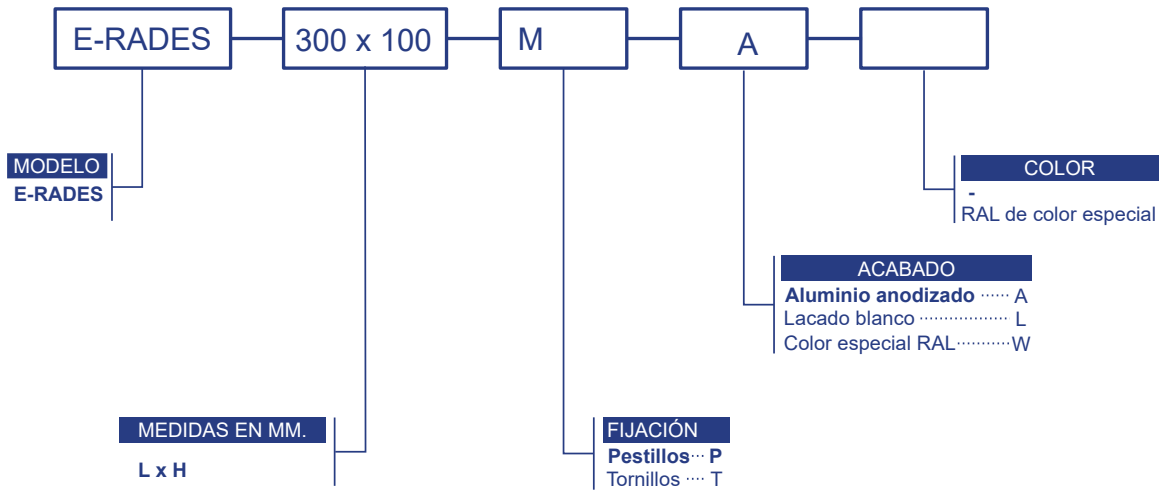 E-RADES
300 x 100
M
A
MODELO
E-RADES
COLOR
-
RAL de color especial
ACABADO
Aluminio anodizado ······ A
Lacado blanco ··················· L
Color especial RAL··········· W
MEDIDAS EN MM.
L x H
FIJACIÓN
Pestillos··· P
Tornillos ···· T